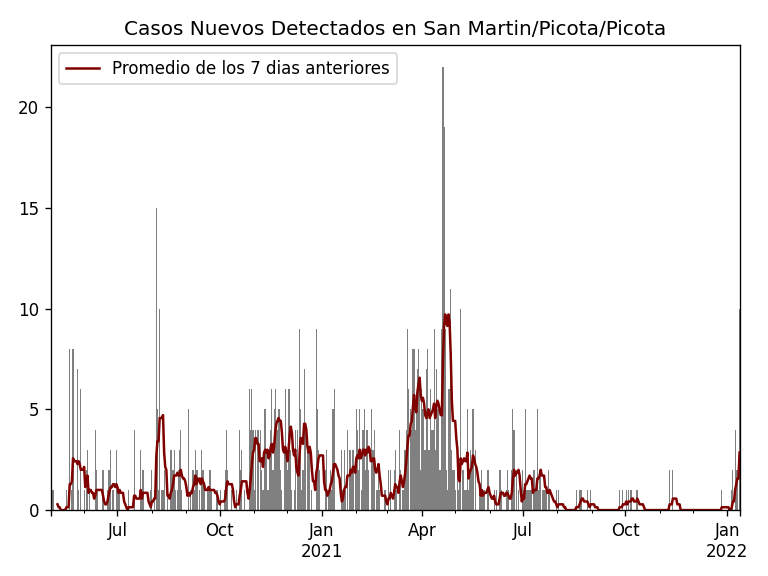 Casos Nuevos Detectados en San Martin/Picota/Picota
Promedio de los 7 dias anteriores
20
15
10
5
0
Jul
Oct
Jan
2021
Apr
Jul
Oct
Jan
2022